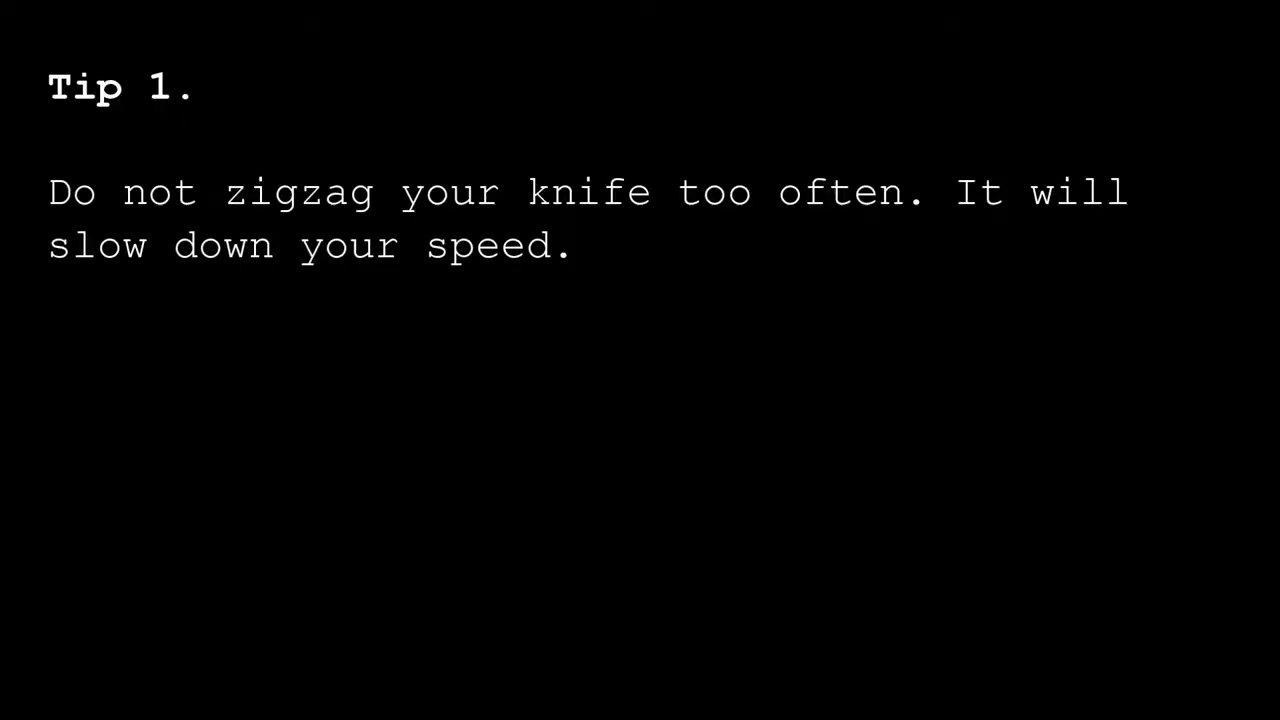 Tip 1.
Do not zigzag your knife too often. It will
slow down your speed.